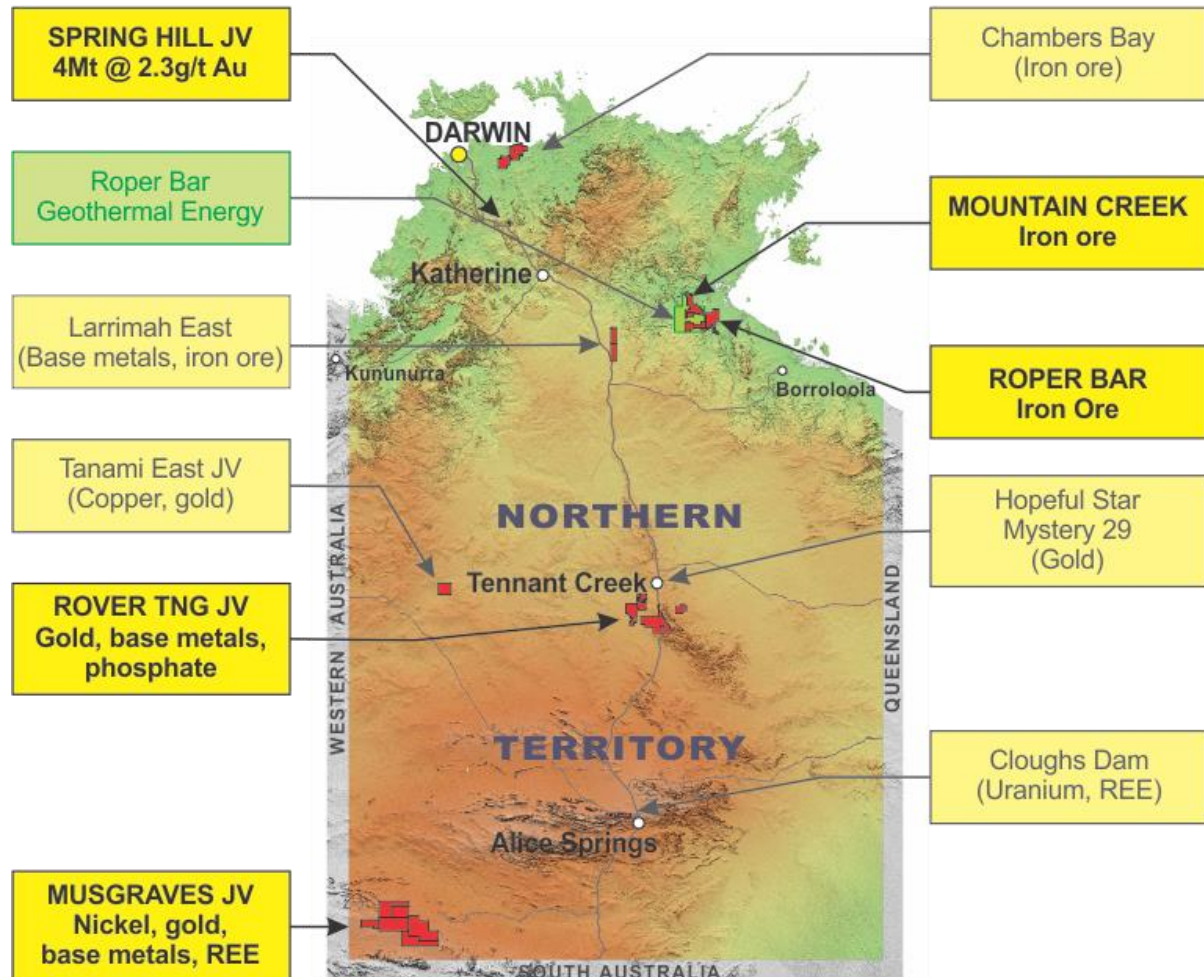 SPRING HILL JV
4Mt @ 2.3g/t Au
Chambers Bay
(Iron ore)
DARWIN
Roper Bar
Geothermal Energy
MOUNTAIN CREEK
Iron ore
Katherine
Larrimah East
(Base metals, iron ore)
Kununurra
Borroloola
ROPER BAR
Iron Ore
Tanami East JV
(Copper, gold)
NORTHERN
Hopeful Star
Mystery 29
(Gold)
Tennant Creek
ROVER TNG JV
Gold, base metals,
phosphate
WESTERN AUSTRALIA
QUEENSLAND
TERRITORY
Cloughs Dam
(Uranium, REE)
Alice Springs
MUSGRAVES JV
Nickel, gold,
base metals, REE
SOUTH AUSTRALIA